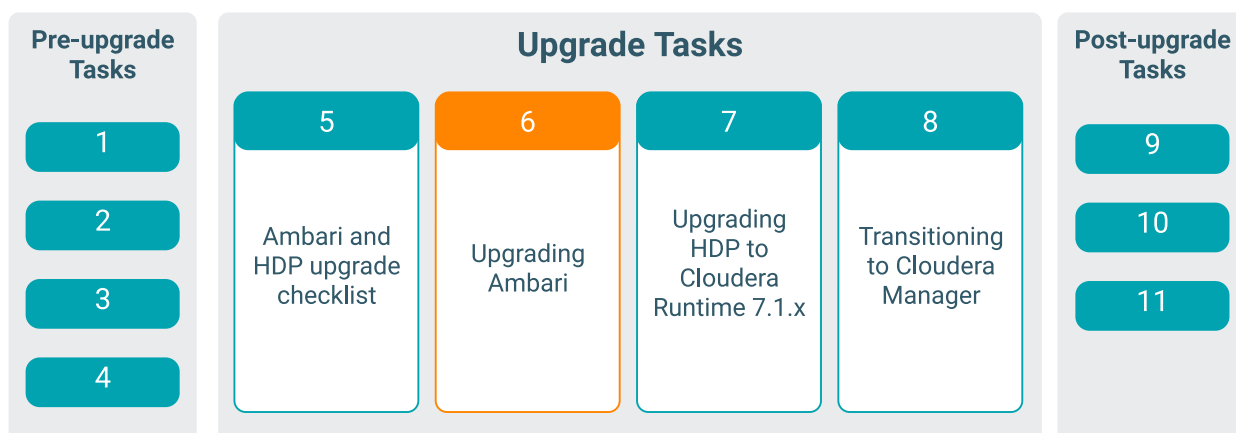 Pre-upgrade
Tasks
1
2
3
4
Upgrade Tasks
5
Ambari and
HDP upgrade
checklist
6
Upgrading
Ambari
7
Upgrading
HDP to
Cloudera
Runtime 7.1.x
8
Transitioning
to Cloudera
Manager
Post-upgrade
Tasks
9
10
11